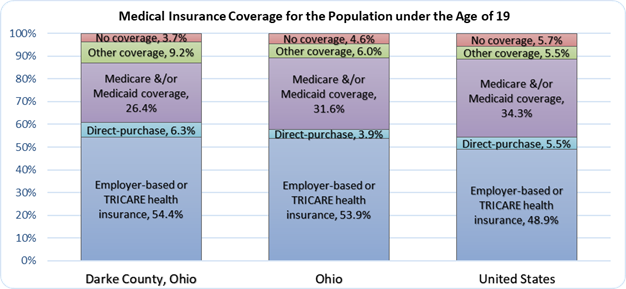 Medical Insurance Coverage for the Population under the Age of 19
100%
90%
80%
70%
60%
50%
40%
30%
20%
10%
0%
No coverage, 3.7%
Other coverage, 9.2%
Medicare &/or
Medicaid coverage,
26.4%
Direct-purchase, 6.3%
Employer-based or
TRICARE health
insurance, 54.4%
No coverage, 4.6%
Other coverage, 6.0%
Medicare &/or
Medicaid coverage,
31.6%
Direct-purchase, 3.9%
Employer-based or
TRICARE health
insurance, 53.9%
No coverage, 5.7%
Other coverage, 5.5%
Medicare &/or
Medicaid coverage,
34.3%
Direct-purchase, 5.5%
Employer-based or
TRICARE health
insurance, 48.9%
Darke County, Ohio
Ohio
United States